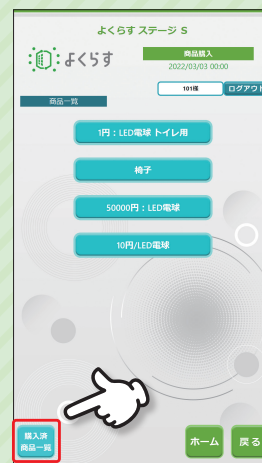 よくらす ステージ S
よくらす
商品購入
2022/03/03 00:00
101様
ログアウト
商品一覧
1円：LED電球 トイレ用
椅子
50000円：LED電球
10円/LED電球
購入済
商品一覧
ホーム
戻る